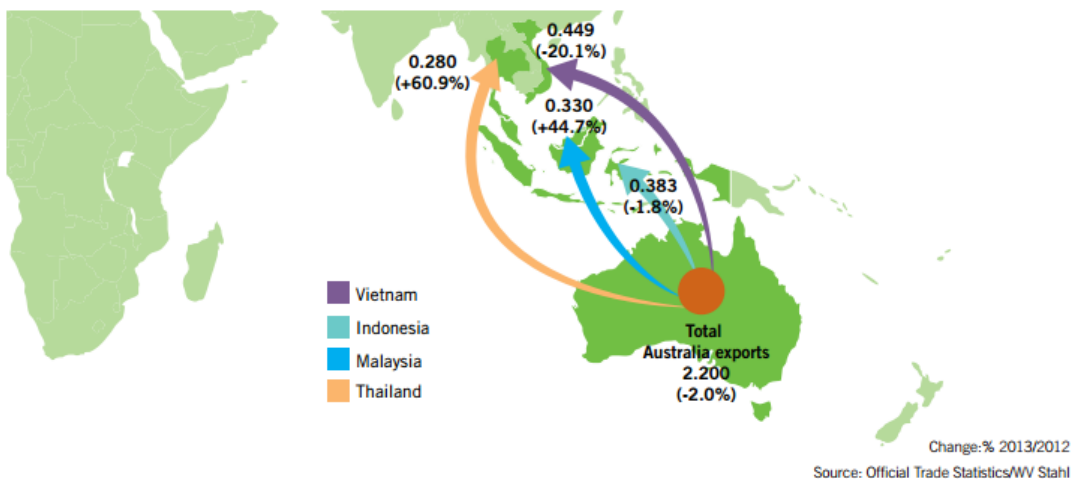 0.449
(-20.1%)
0.280
(+60.9%)
0.330
(+44.7%)
0.383
(-1.8%)
Vietnam
Indonesia
Malaysia
Thailand
Total
Australia exports
2.200
(-2.0%)
Change:% 2013/2012
Source: Official Trade Statistics/WV Stahl